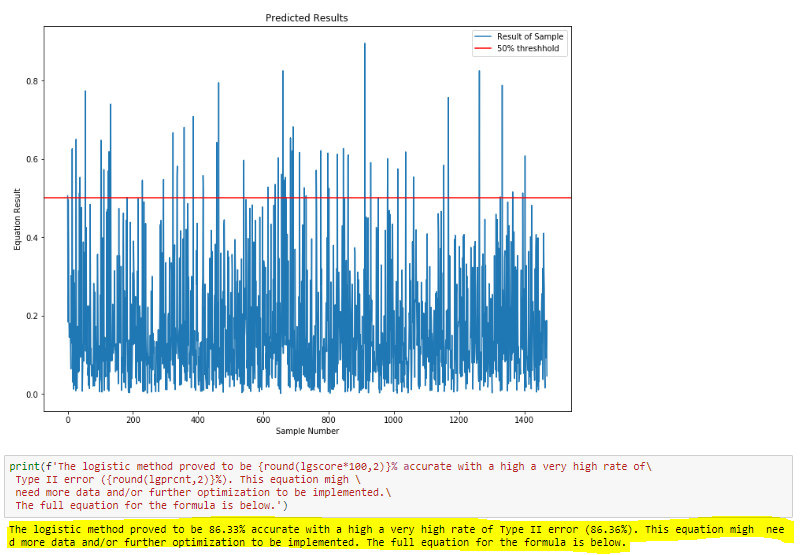 Predicted Results
Result of Sample
50% threshhold
0.8
0.6
0.4
0.2
0.0
Equation Result
0 200 400 600 800 1000 1200 1400
Sample Number
print(f'The logistic method proved to be {round(lgscore*100,2)}% accurate with a high a very high rate of\
Type II error ({round(lgprcnt,2)}%). This equation migh \
need more data and/or further optimization to be implemented.\
The full equation for the formula is below.')
The logistic method proved to be 86.33% accurate with a high a very high rate of Type II error (86.36%). This equation migh  nee
d more data and/or further optimization to be implemented. The full equation for the formula is below.